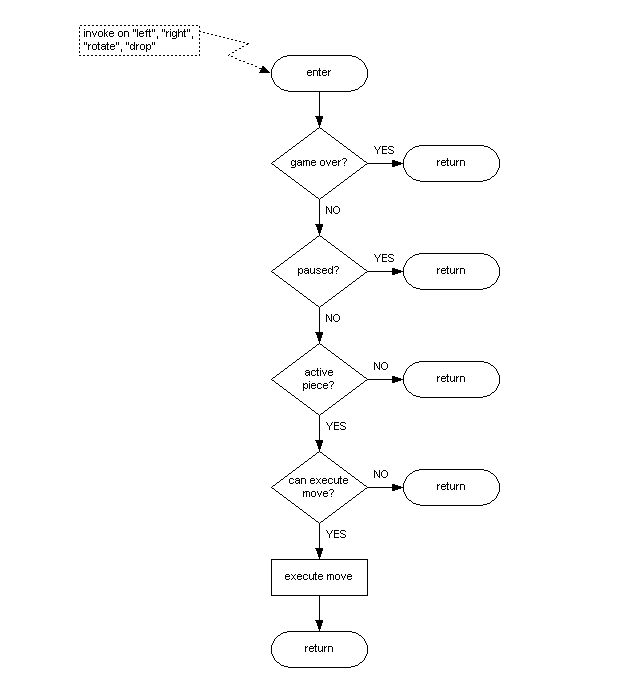 invoke on "left", "right",
"rotate", "drop"
enter
game over?
YES
return
NO
paused?
YES
return
NO
active
piece?
NO
return
YES
can execute
move?
NO
return
YES
execute move
return